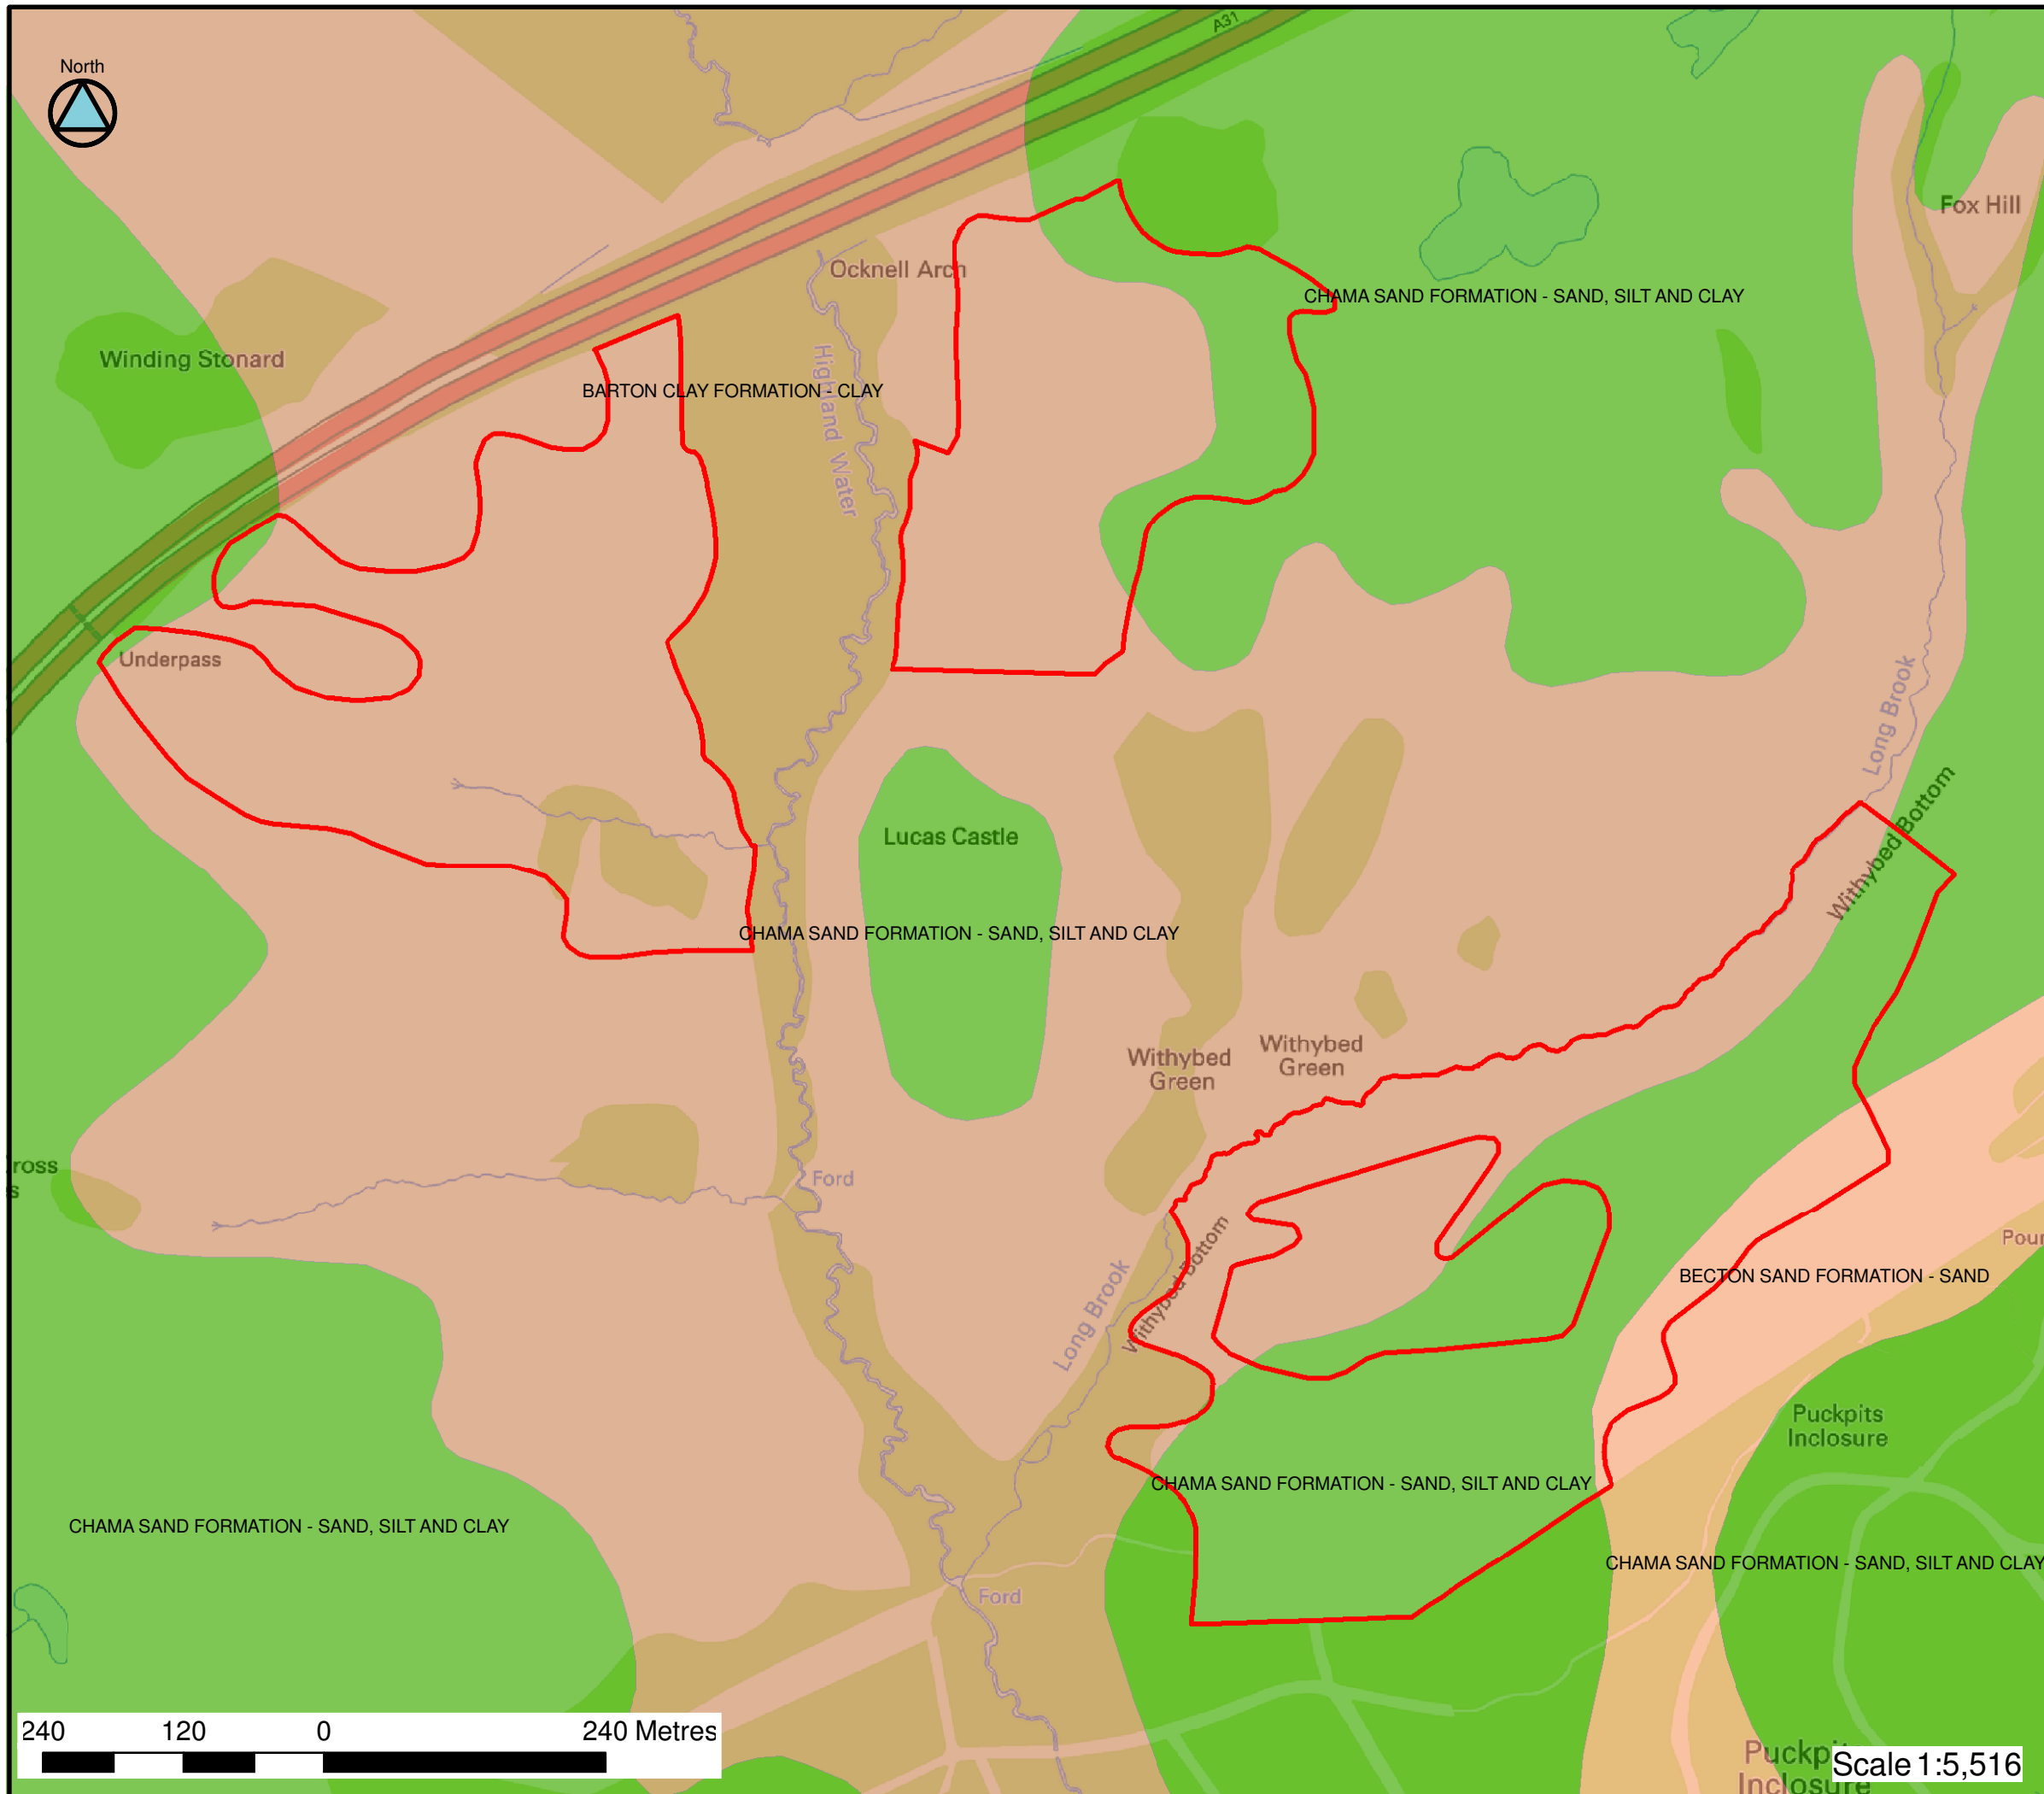 A31
North
Fox Hill
Ocknell Arch
CHAMA SAND FORMATION - SAND, SILT AND CLAY
Winding Stonard
BARTON CLAY FORMATION - CLAY
Highland Water
Underpass
Long Brook
Withybed Bottom
Lucas Castle
CHAMA SAND FORMATION - SAND, SILT AND CLAY
Withybed
Green
Withybed
Green
ross
s
Ford
Withybed Bottom
Long Brook
Pour
BECTON SAND FORMATION - SAND
Puckpits
Inclosure
CHAMA SAND FORMATION - SAND, SILT AND CLAY
CHAMA SAND FORMATION - SAND, SILT AND CLAY
CHAMA SAND FORMATION - SAND, SILT AND CLAY
Ford
240 120 0 240 Metres
Puckpi
Inclosure
Scale 1:5,516